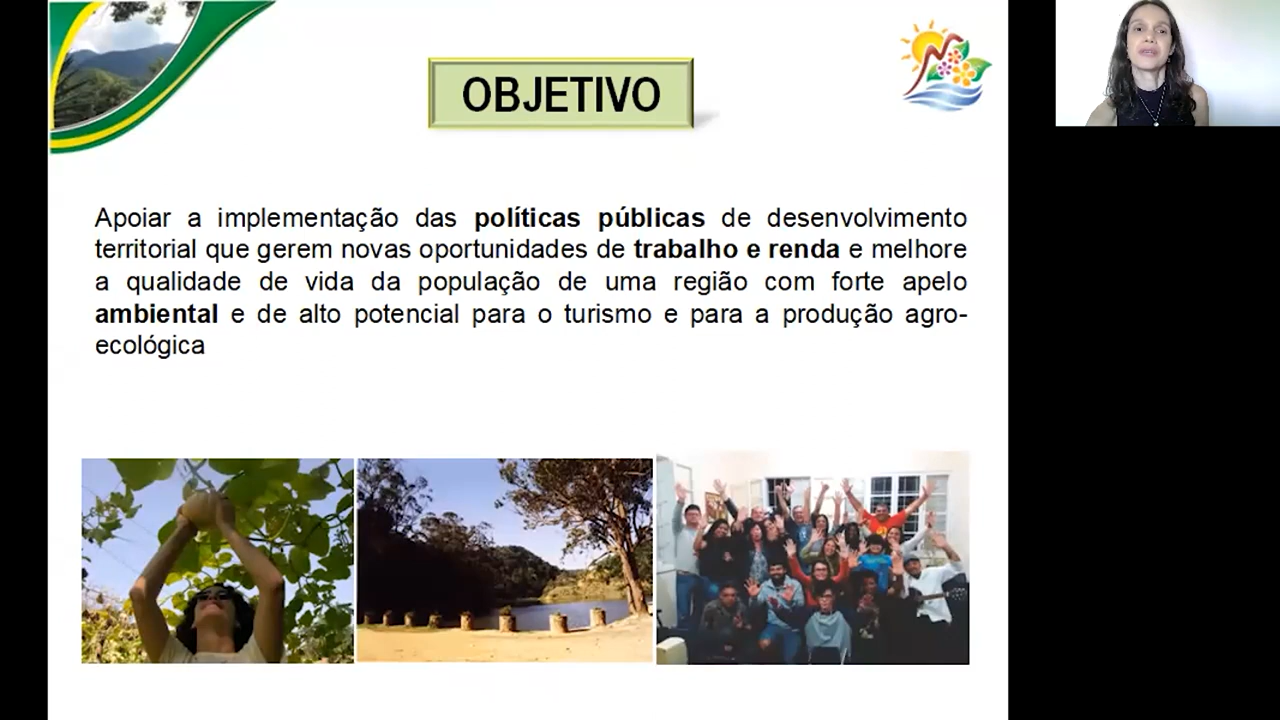 OBJETIVO
Apoiar a implementação das políticas públicas de desenvolvimento
territorial que gerem novas oportunidades de trabalho e renda e melhore
a qualidade de vida da população de uma região com forte apelo
ambiental e de alto potencial para o turismo e para a produção agro-
ecológica